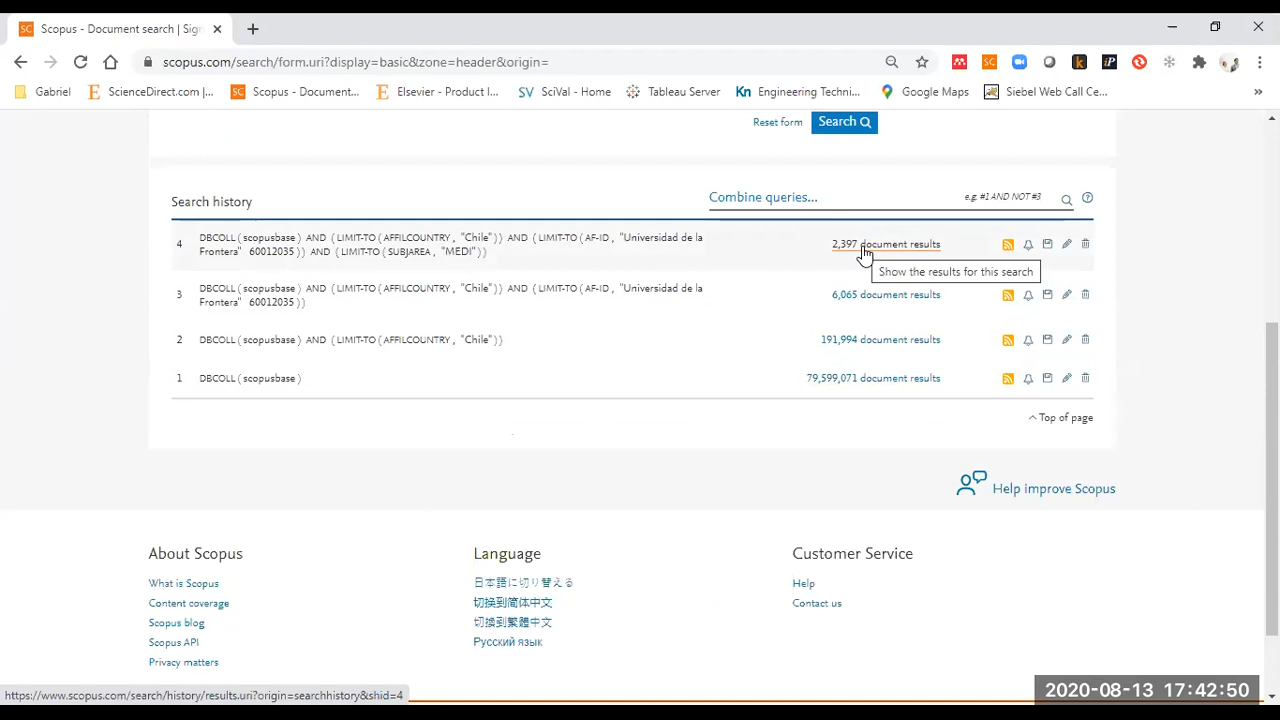 Scopus - Document search | Sign
scopus.com/search/form.uri?display=basic&zone=header&origin=
Gabriel
ScienceDirect.com |...
Scopus - Document...
Elsevier - Product I...
SciVal - Home
Tableau Server
Engineering Techni...
Google Maps
Siebel Web Call Ce...
»
Reset form
Search
Search history
Combine queries...
e.g. #1 AND NOT #3
4
DBCOLL ( scopusbase ) AND ( LIMIT-TO ( AFFILCOUNTRY , "Chile" ) ) AND ( LIMIT-TO ( AF-ID , "Universidad de la
Frontera" 60012035 ) ) AND ( LIMIT-TO ( SUBJAREA , "MEDI" ) )
2,397 document results
Show the results for this search
3
DBCOLL ( scopusbase ) AND ( LIMIT-TO ( AFFILCOUNTRY , "Chile" ) ) AND ( LIMIT-TO ( AF-ID , "Universidad de la
Frontera" 60012035 ) )
6,065 document results
2
DBCOLL ( scopusbase ) AND ( LIMIT-TO ( AFFILCOUNTRY , "Chile" ) )
191,994 document results
1
DBCOLL ( scopusbase )
79,599,071 document results
Top of page
Help improve Scopus
About Scopus
What is Scopus
Content coverage
Scopus blog
Scopus API
Privacy matters
Language
日本語に切り替える
切换到简体中文
切換到繁體中文
Русский язык
Customer Service
Help
Contact us
https://www.scopus.com/search/history/results.uri?origin=searchhistory&shid=4
2020-08-13 17:42:50